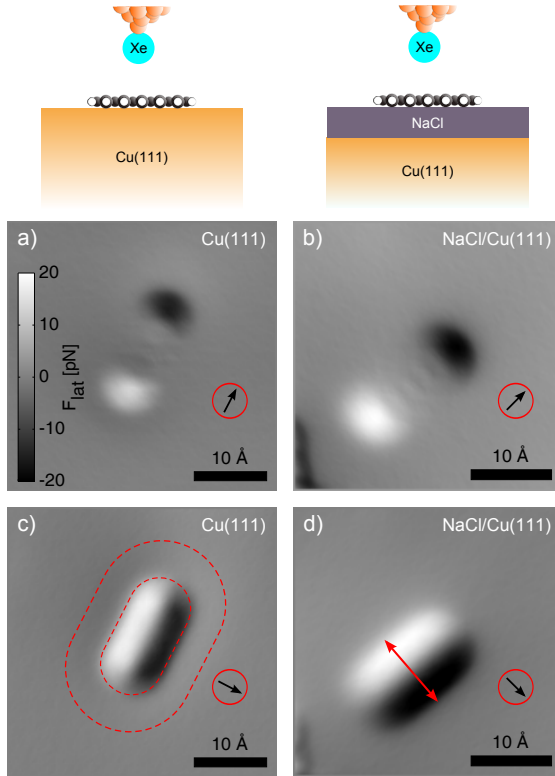 Xe
Xe
NaCl
Cu(111)
Cu(111)
a)
Cu(111)
20
10
0
-10
-20
F_lat [pN]
10 Å
b)
NaCl/Cu(111)
10 Å
c)
Cu(111)
10 Å
d)
NaCl/Cu(111)
10 Å